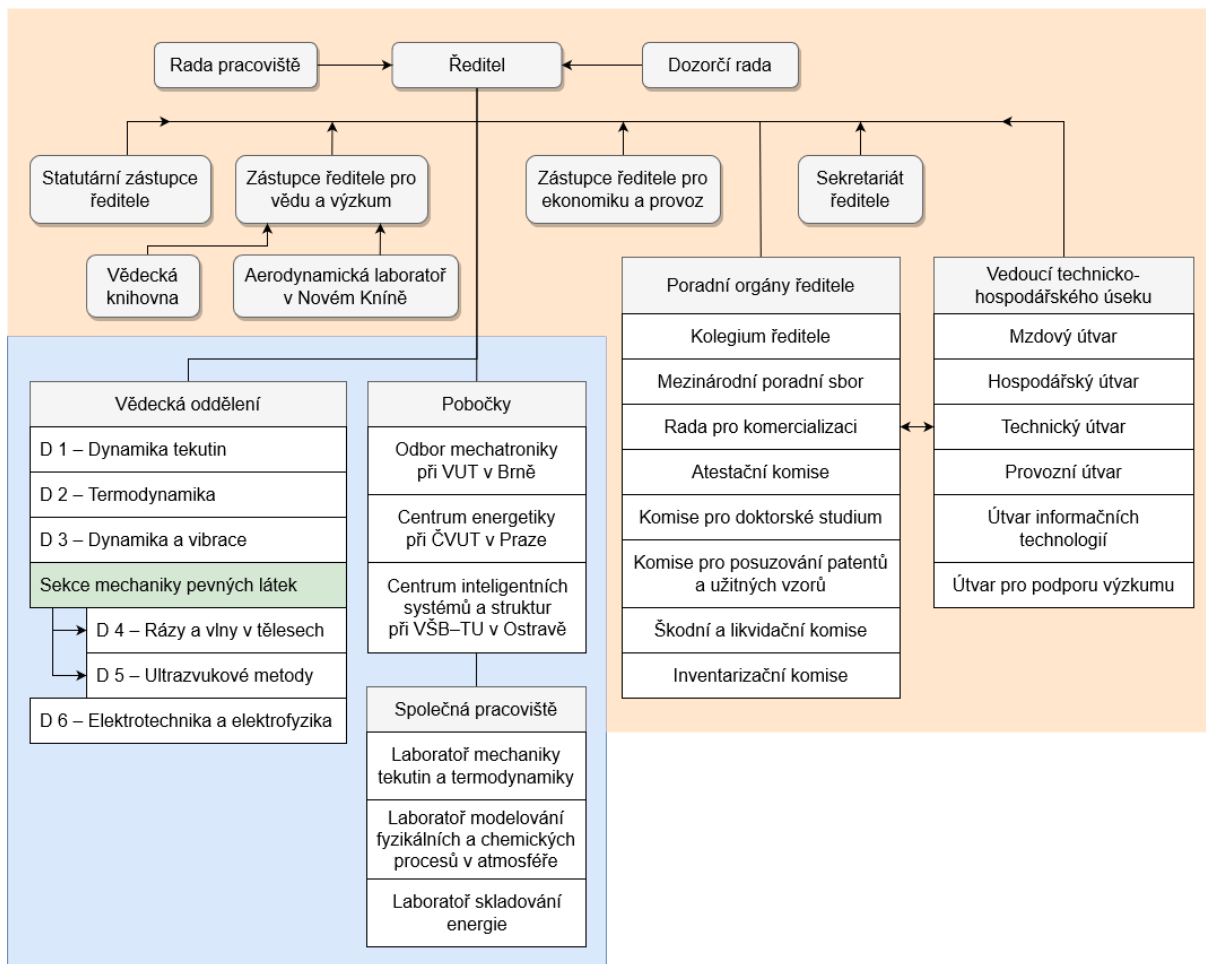 Rada pracoviště
Ředitel
Dozorčí rada
Statutární zástupce
ředitele
Zástupce ředitele pro
vědu a výzkum
Zástupce ředitele pro
ekonomiku a provoz
Sekretariát
ředitele
Vědecká
knihovna
Aerodynamická laboratoř
v Novém Kníně
Poradní orgány ředitele
Kolegium ředitele
Mezinárodní poradní sbor
Rada pro komercializaci
Atestační komise
Komise pro doktorské studium
Komise pro posuzování patentů
a užitných vzorů
Škodní a likvidační komise
Inventarizační komise
Vedoucí technicko-
hospodářského úseku
Mzdový útvar
Hospodářský útvar
Technický útvar
Provozní útvar
Útvar informačních
technologií
Útvar pro podporu výzkumu
Vědecká oddělení
D 1 – Dynamika tekutin
D 2 – Termodynamika
D 3 – Dynamika a vibrace
Sekce mechaniky pevných látek
D 4 – Rázy a vlny v tělesech
D 5 – Ultrazvukové metody
D 6 – Elektrotechnika a elektrofyzika
Pobočky
Odbor mechatroniky
při VUT v Brně
Centrum energetiky
při ČVUT v Praze
Centrum inteligentních
systémů a struktur
při VŠB–TU v Ostravě
Společná pracoviště
Laboratoř mechaniky
tekutin a termodynamiky
Laboratoř modelování
fyzikálních a chemických
procesů v atmosféře
Laboratoř skladování
energie